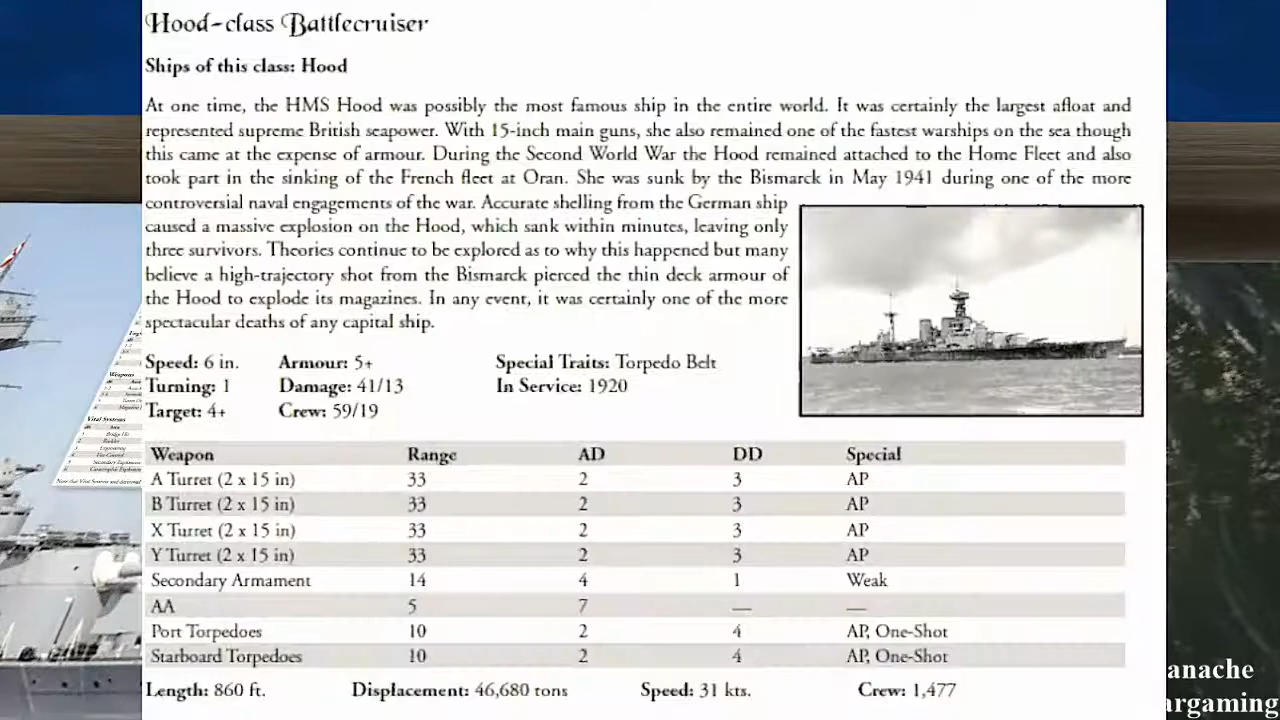 Hood-class Battlecruiser
Ships of this class: Hood
At one time, the HMS Hood was possibly the most famous ship in the entire world. It was certainly the largest afloat and
represented supreme British seapower. With 15-inch main guns, she also remained one of the fastest warships on the sea though
this came at the expense of armour. During the Second World War the Hood remained attached to the Home Fleet and also
took part in the sinking of the French fleet at Oran. She was sunk by the Bismarck in May 1941 during one of the more
controversial naval engagements of the war. Accurate shelling from the German ship
caused a massive explosion on the Hood, which sank within minutes, leaving only
three survivors. Theories continue to be explored as to why this happened but many
believe a high-trajectory shot from the Bismarck pierced the thin deck armour of
the Hood to explode its magazines. In any event, it was certainly one of the more
spectacular deaths of any capital ship.
Speed: 6 in. Armour: 5+ Special Traits: Torpedo Belt
Turning: 1 Damage: 41/13 In Service: 1920
Target: 4+ Crew: 59/19
Weapon Range AD DD Special
A Turret (2 x 15 in) 33 2 3 AP
B Turret (2 x 15 in) 33 2 3 AP
X Turret (2 x 15 in) 33 2 3 AP
Y Turret (2 x 15 in) 33 2 3 AP
Secondary Armament 14 4 1 Weak
AA 5 7 — —
Port Torpedoes 10 2 4 AP, One-Shot
Starboard Torpedoes 10 2 4 AP, One-Shot
Length: 860 ft. Displacement: 46,680 tons Speed: 31 kts. Crew: 1,477
Weapons
Vital Systems
anache
argaming